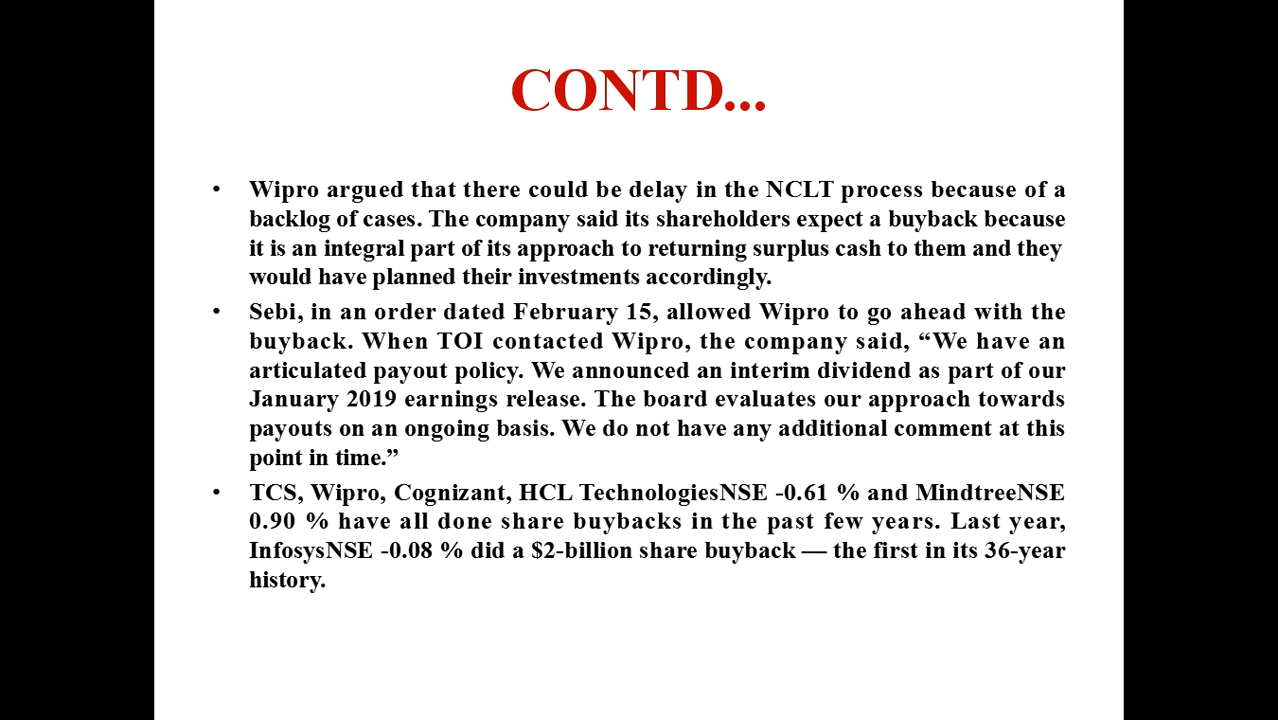 CONTD...
• Wipro argued that there could be delay in the NCLT process because of a
backlog of cases. The company said its shareholders expect a buyback because
it is an integral part of its approach to returning surplus cash to them and they
would have planned their investments accordingly.
• Sebi, in an order dated February 15, allowed Wipro to go ahead with the
buyback. When TOI contacted Wipro, the company said, “We have an
articulated payout policy. We announced an interim dividend as part of our
January 2019 earnings release. The board evaluates our approach towards
payouts on an ongoing basis. We do not have any additional comment at this
point in time.”
• TCS, Wipro, Cognizant, HCL TechnologiesNSE -0.61 % and MindtreeNSE
0.90 % have all done share buybacks in the past few years. Last year,
InfosysNSE -0.08 % did a $2-billion share buyback — the first in its 36-year
history.